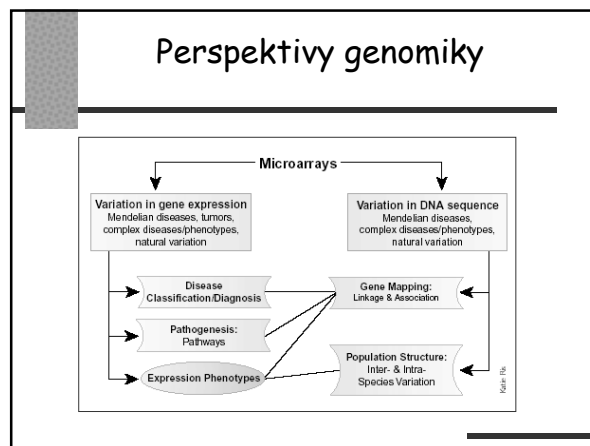 Perspektivy genomiky
Microarrays
Variation in gene expression
Mendelian diseases, tumors,
complex diseases/phenotypes,
natural variation
Variation in DNA sequence
Mendelian diseases,
complex diseases/phenotypes,
natural variation
Disease
Classification/Diagnosis
Gene Mapping:
Linkage & Association
Pathogenesis:
Pathways
Population Structure:
Inter- & Intra-
Species Variation
Expression Phenotypes
Katie Ris